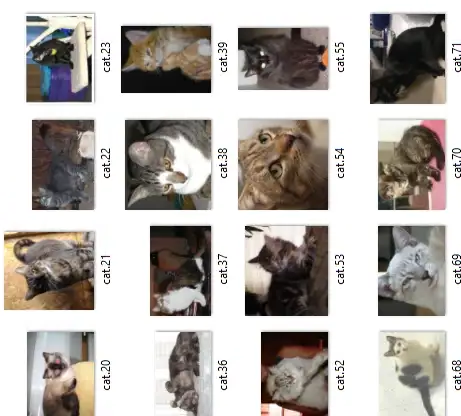 cat.20 cat.21 cat.22 cat.23
cat.36 cat.37 cat.38 cat.39
cat.52 cat.53 cat.54 cat.55
cat.68 cat.69 cat.70 cat.71